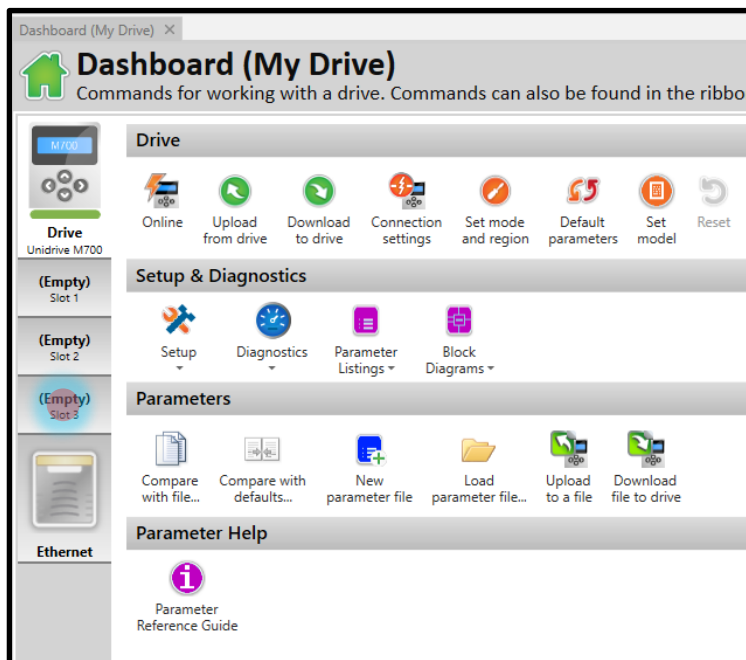 Dashboard (My Drive)
Dashboard (My Drive)
Commands for working with a drive. Commands can also be found in the ribbo
M700
Drive
Unidrive M700
(Empty)
Slot 1
(Empty)
Slot 2
(Empty)
Slot 3
Ethernet
Drive
Online
Upload
from drive
Download
to drive
Connection
settings
Set mode
and region
Default
parameters
Set
model
Reset
Setup & Diagnostics
Setup
Diagnostics
Parameter
Listings
Block
Diagrams
Parameters
Compare
with file...
Compare with
defaults...
New
parameter file
Load
parameter file...
Upload
to a file
Download
file to drive
Parameter Help
Parameter
Reference Guide